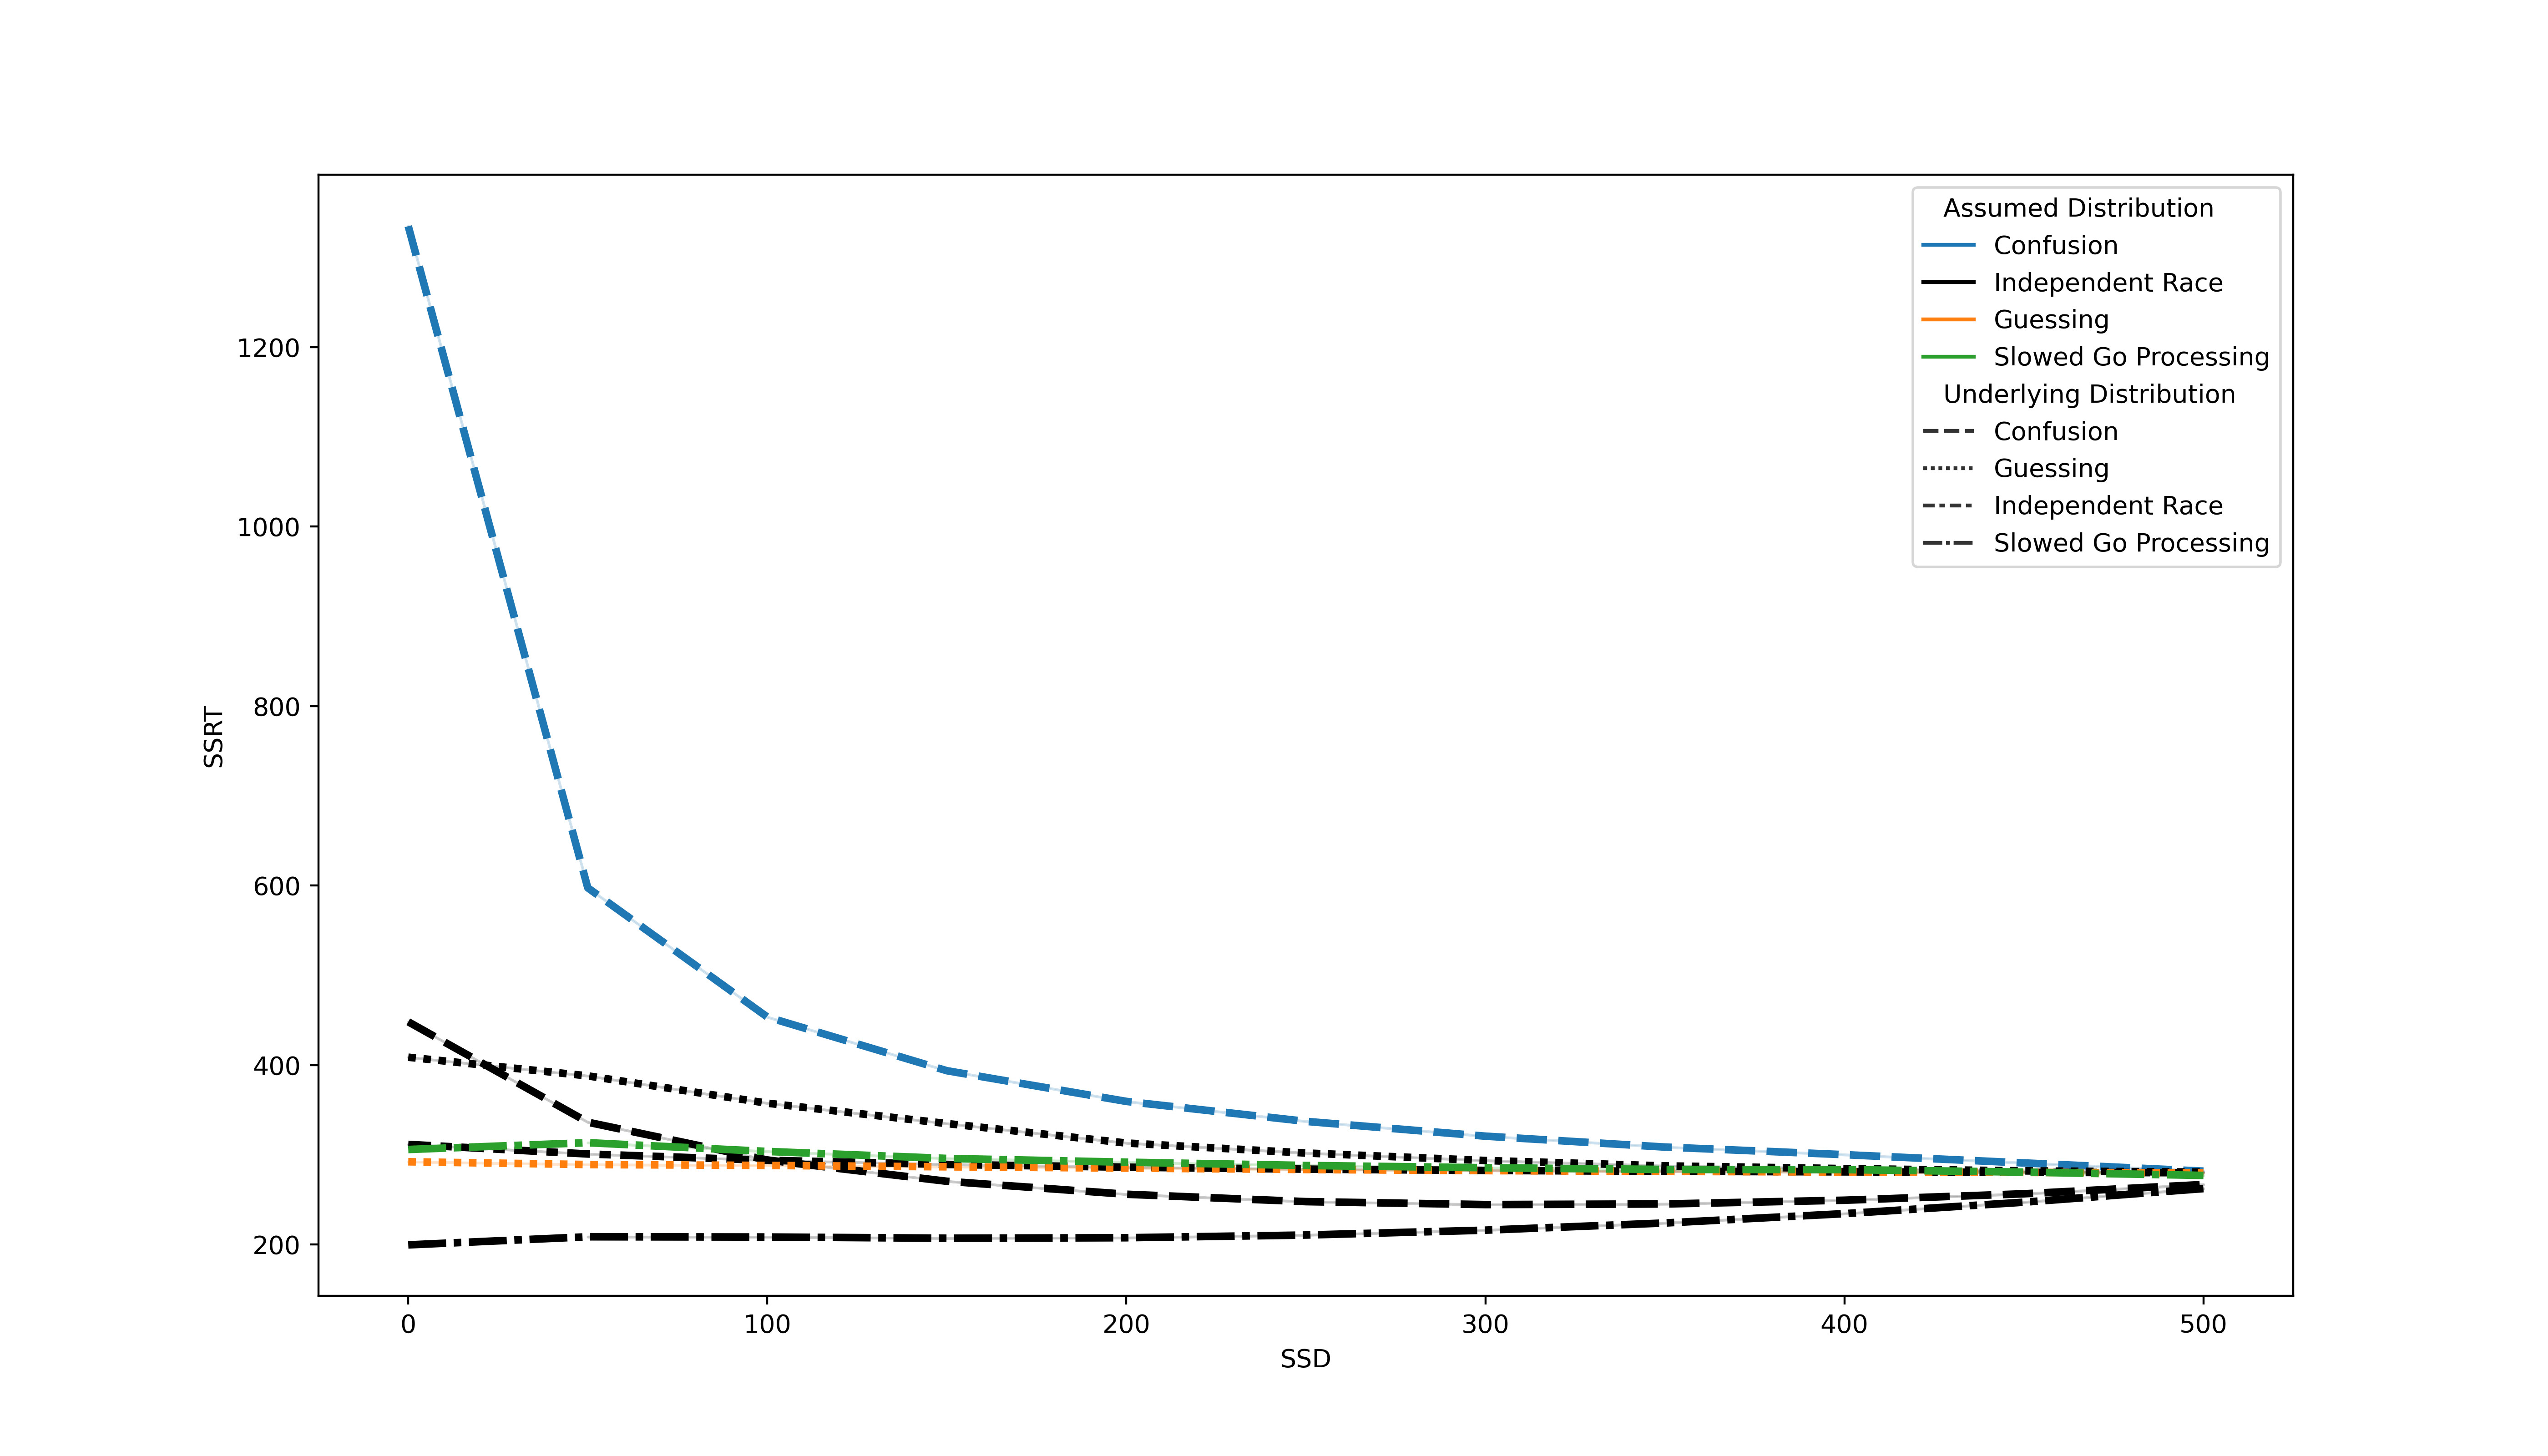 Assumed Distribution
Confusion
Independent Race
Guessing
Slowed Go Processing
Underlying Distribution
Confusion
Guessing
Independent Race
Slowed Go Processing
1200
1000
800
600
400
200
SSRT
0 100 200 300 400 500
SSD